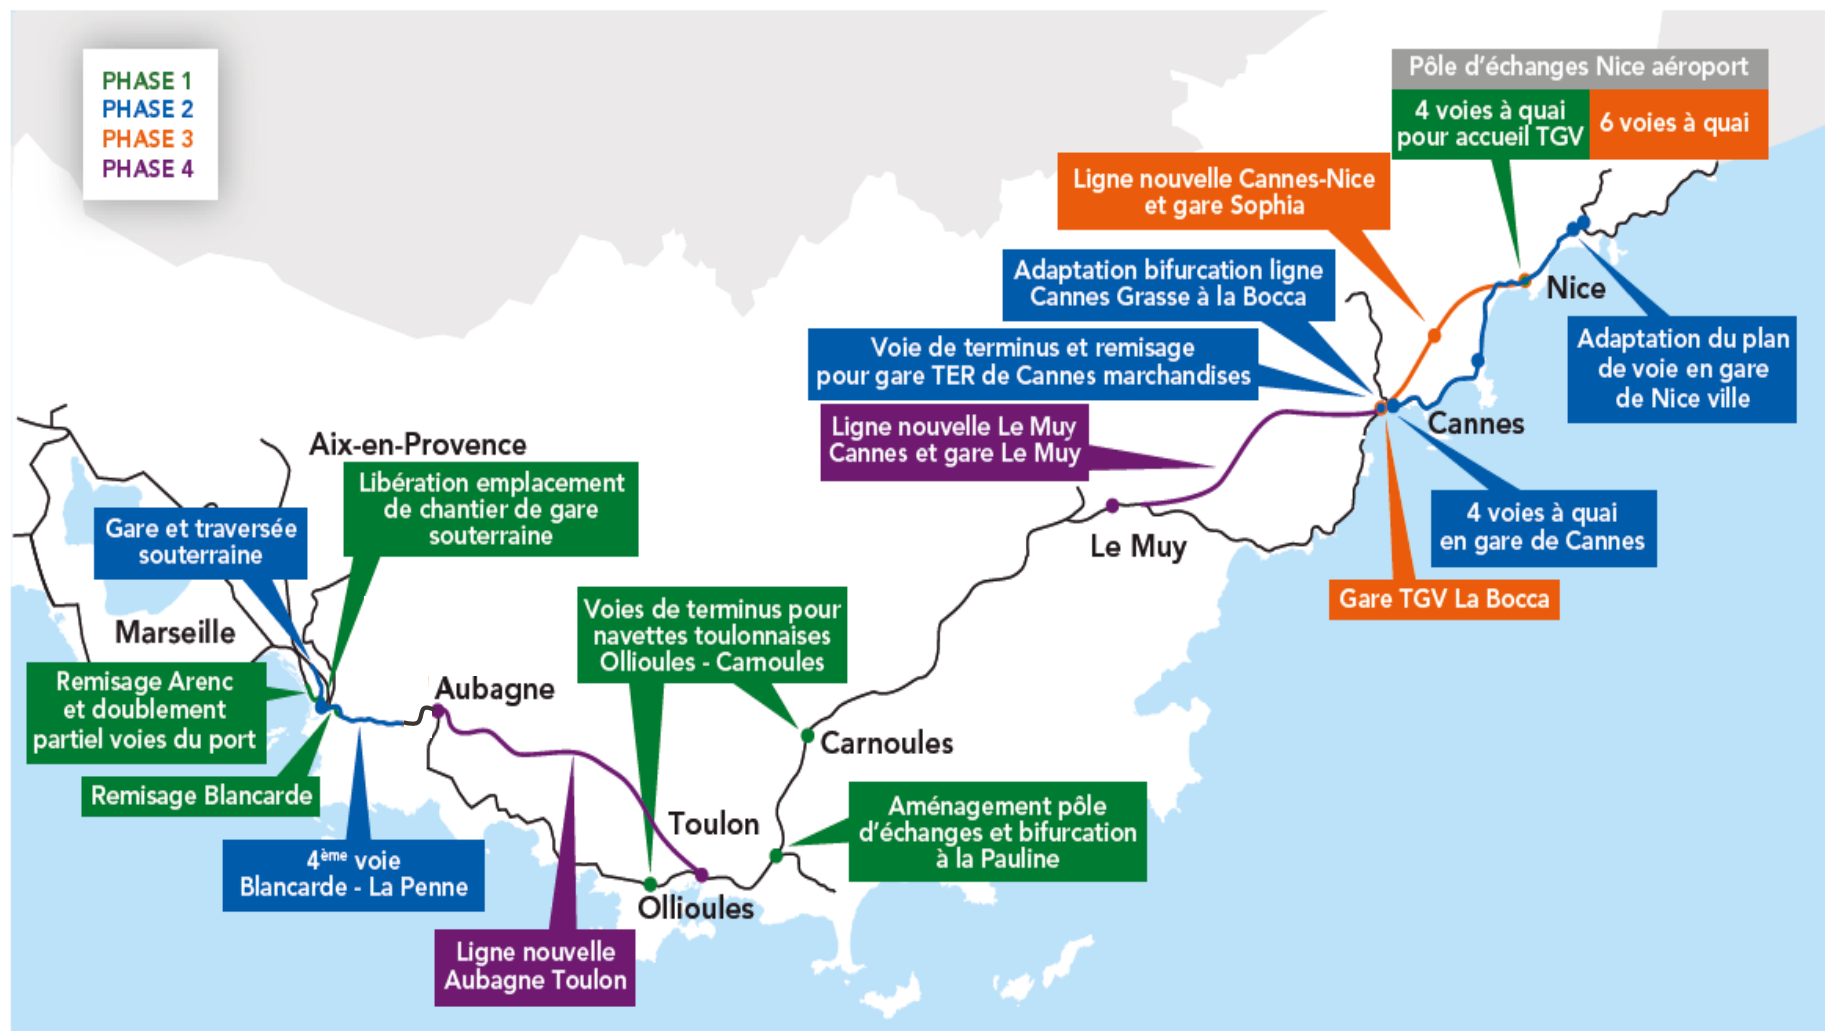 PHASE 1
PHASE 2
PHASE 3
PHASE 4
Pôle d'échanges Nice aéroport
4 voies à quai
pour accueil TGV
6 voies à quai
Ligne nouvelle Cannes-Nice
et gare Sophia
Adaptation bifurcation ligne
Cannes Grasse à la Bocca
Nice
Voie de terminus et remisage
pour gare TER de Cannes marchandises
Adaptation du plan
de voie en gare
de Nice ville
Ligne nouvelle Le Muy
Cannes et gare Le Muy
Cannes
Aix-en-Provence
Libération emplacement
de chantier de gare
souterraine
Gare et traversée
souterraine
4 voies à quai
en gare de Cannes
Le Muy
Gare TGV La Bocca
Voies de terminus pour
navettes toulonnaises
Ollioules - Carnoules
Marseille
Remisage Arenc
et doublement
partiel voies du port
Aubagne
Carnoules
Remisage Blancarde
Toulon
Aménagement pôle
d'échanges et bifurcation
à la Pauline
4ème voie
Blancarde - La Penne
Ollioules
Ligne nouvelle
Aubagne Toulon